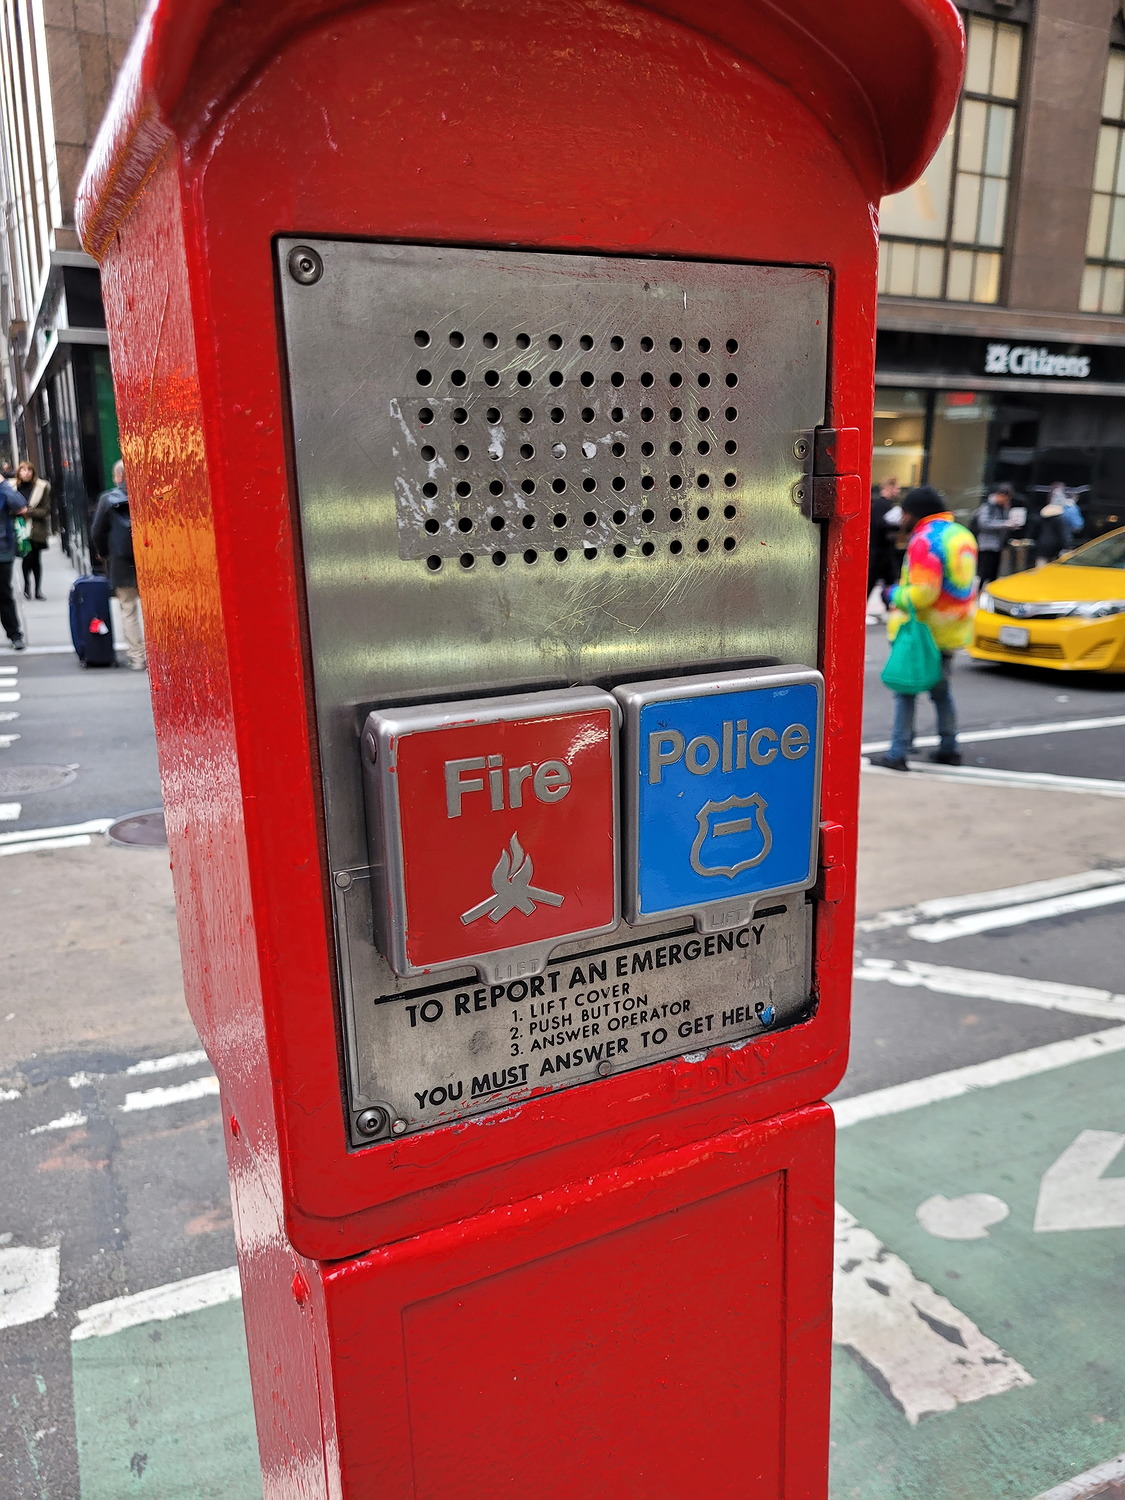 Citizens
Fire
Police
LIFT
LIFT
TO REPORT AN EMERGENCY
1. LIFT COVER
2. PUSH BUTTON
3. ANSWER OPERATOR
YOU MUST ANSWER TO GET HELP
FDNY